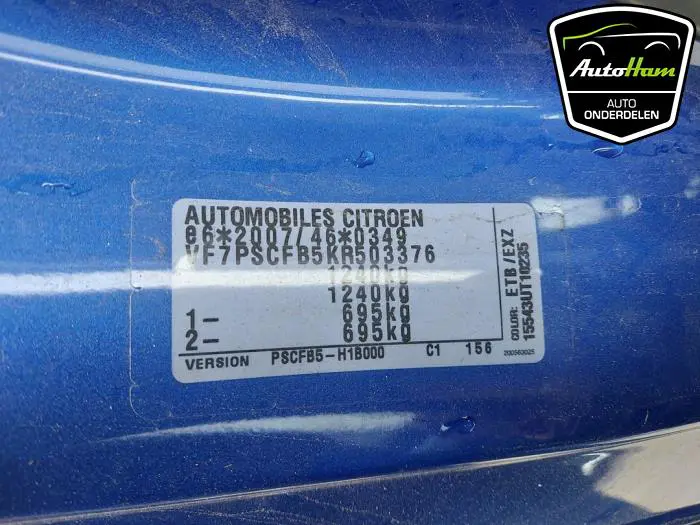 AutoHam
AUTO
ONDERDELEN
AUTOMOBILES CITROEN
e6*2007/46*0349
VF7PSCFB5KR503376
1240kg
1240kg
1- 695kg
2- 695kg
VERSION PSCFB5-H1B000 C1 156
COLOR: ETB/EXZ
15543UT10235
200563025